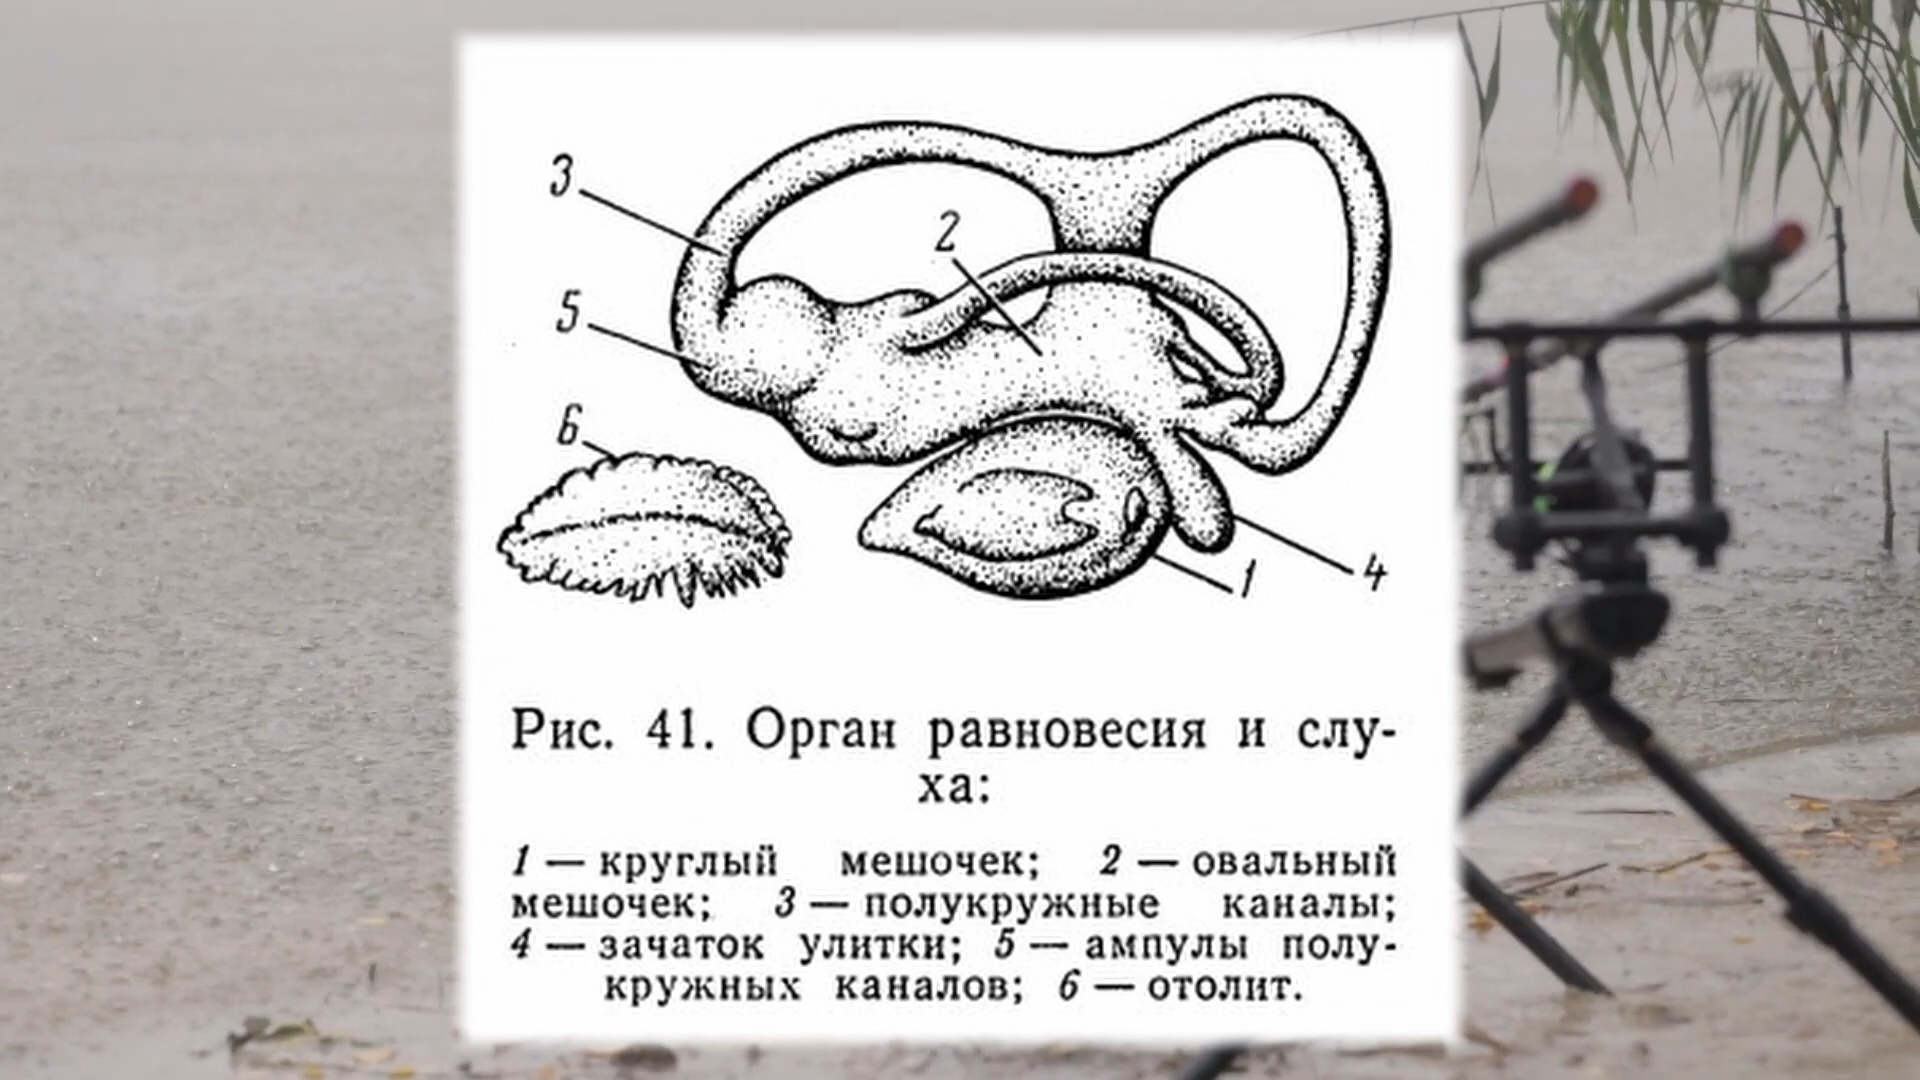 3
2
5
6
4
1
Рис. 41. Орган равновесия и слу-
ха:
1 — круглый мешочек; 2 — овальный
мешочек; 3 — полукружные каналы;
4 — зачаток улитки; 5 — ампулы полу-
кружных каналов; 6 — отолит.